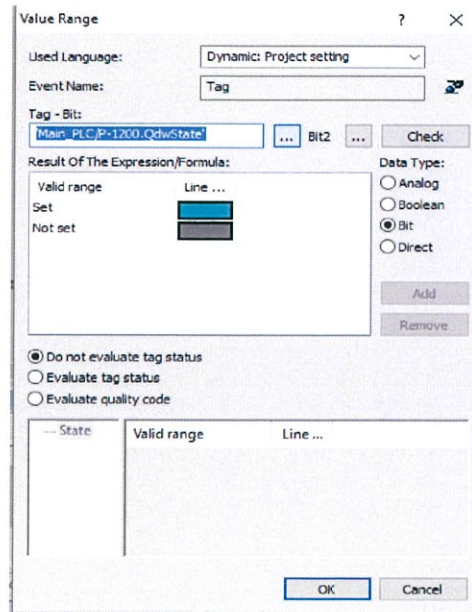 Value Range ? ×
Used Language: Dynamic: Project setting
Event Name: Tag
Tag - Bit:
'Main_PLC/P-1200.QdwState' ... Bit2 ... Check
Result Of The Expression/Formula: Data Type:
Valid range Line ... Analog
Set Boolean
Not set Bit
Direct
Add
Remove
Do not evaluate tag status
Evaluate tag status
Evaluate quality code
State Valid range Line ...
OK Cancel